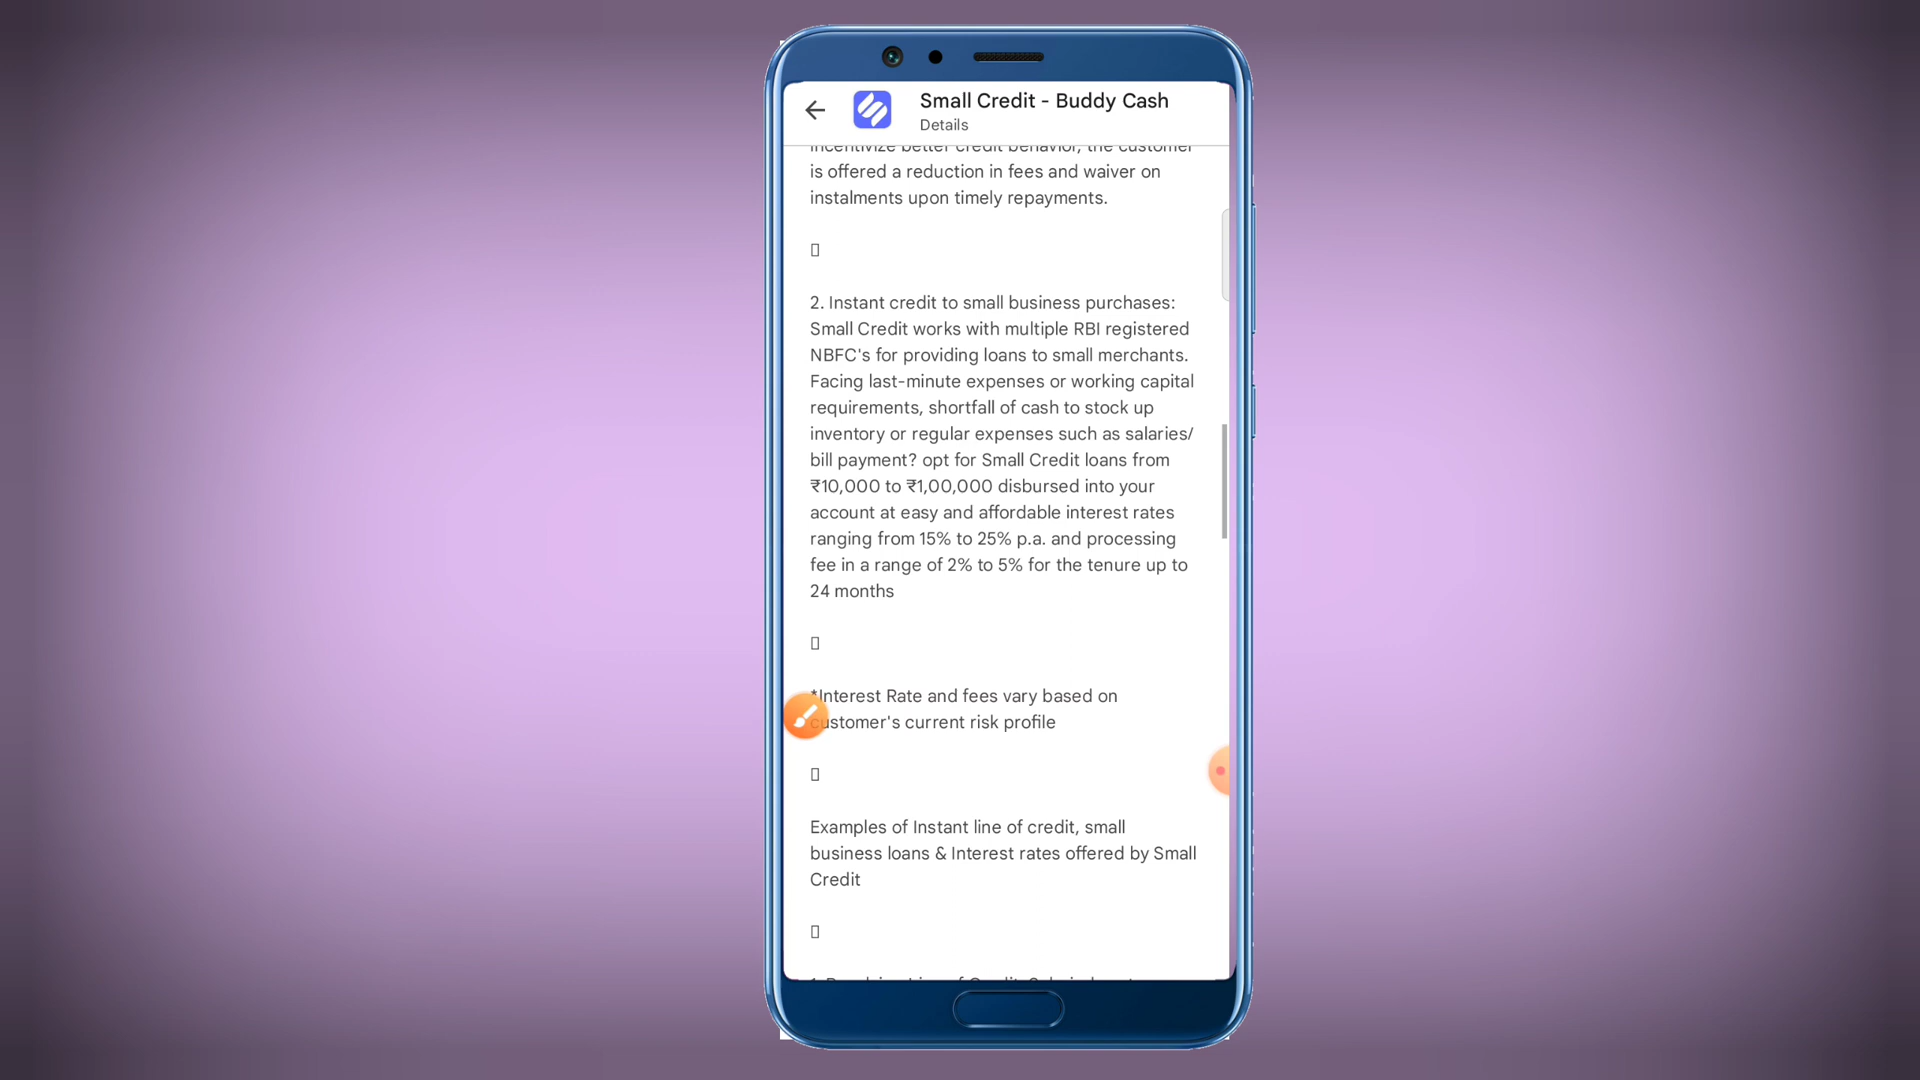 Small Credit - Buddy Cash
Details
incentivize better credit behavior, the customer
is offered a reduction in fees and waiver on
instalments upon timely repayments.
2. Instant credit to small business purchases:
Small Credit works with multiple RBI registered
NBFC's for providing loans to small merchants.
Facing last-minute expenses or working capital
requirements, shortfall of cash to stock up
inventory or regular expenses such as salaries/
bill payment? opt for Small Credit loans from
₹10,000 to ₹1,00,000 disbursed into your
account at easy and affordable interest rates
ranging from 15% to 25% p.a. and processing
fee in a range of 2% to 5% for the tenure up to
24 months
*Interest Rate and fees vary based on
customer's current risk profile
Examples of Instant line of credit, small
business loans & Interest rates offered by Small
Credit